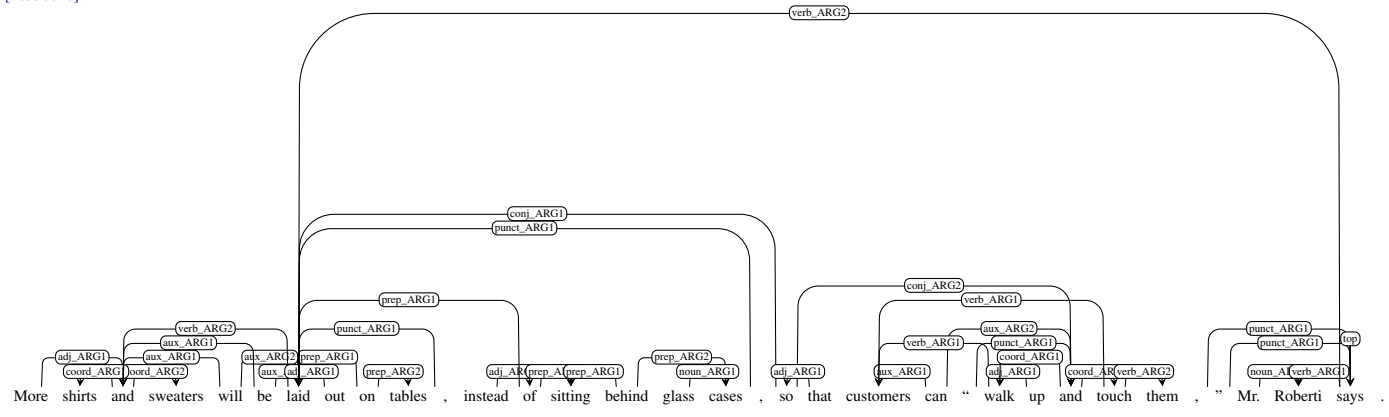 verb_ARG2
conj_ARG1
punct_ARG1
conj_ARG2
prep_ARG1 verb_ARG1
verb_ARG2 punct_ARG1 aux_ARG2 punct_ARG1
aux_ARG1 verb_ARG1 punct_ARG1 punct_ARG1 top
adj_ARG1 aux_ARG1 aux_ARG2 prep_ARG1 prep_ARG2 coord_ARG1
coord_ARG1 coord_ARG2 prep_ARG2 prep_ARG1 noun_ARG1 adj_ARG1 aux_ARG1 adj_ARG1 verb_ARG2 verb_ARG1
More shirts and sweaters will be laid out on tables , instead of sitting behind glass cases , so that customers can “ walk up and touch them , ” Mr. Roberti says .